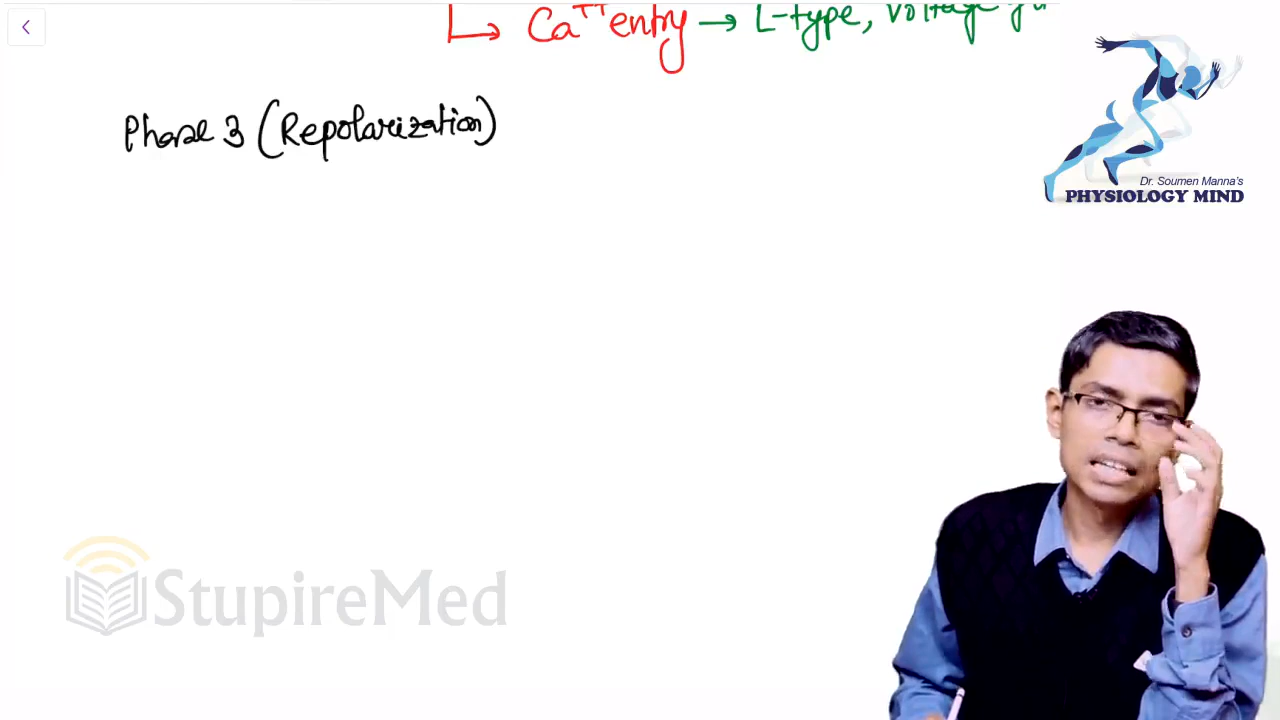 ↳ Ca⁺⁺ entry → L-type, Voltage
Phase 3 (Repolarization)
Dr. Soumen Manna's
PHYSIOLOGY MIND
StupireMed